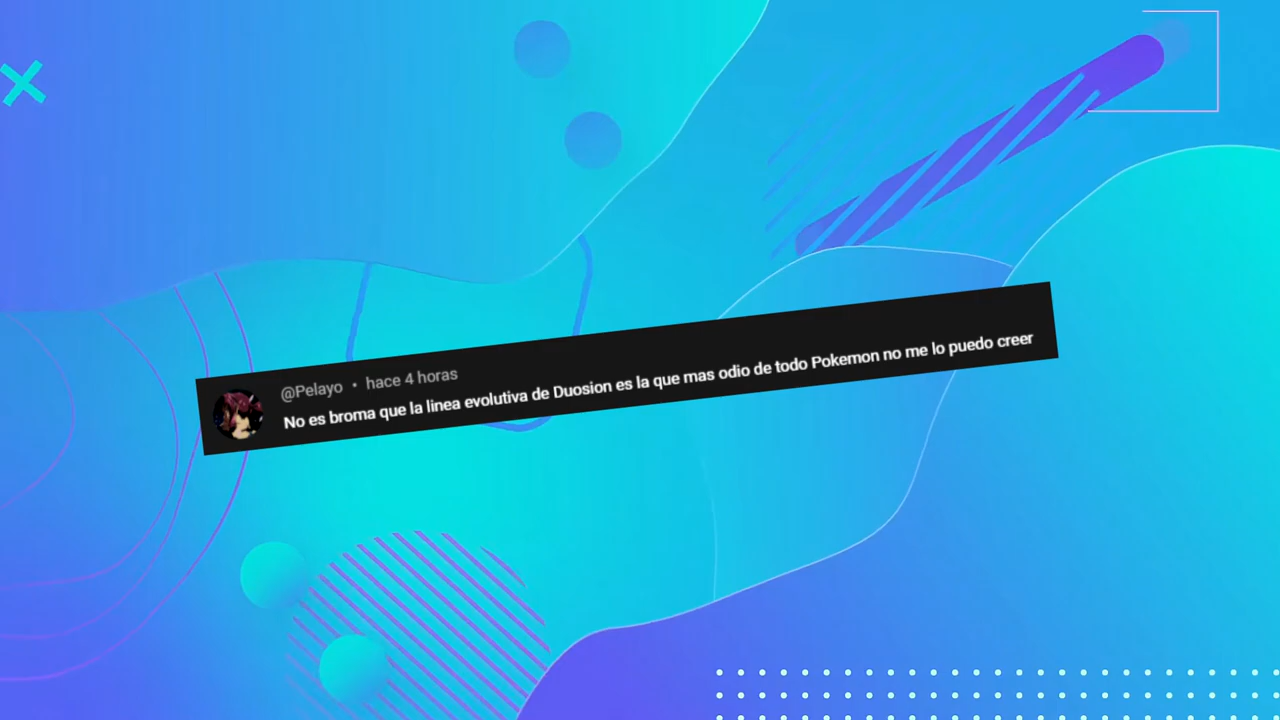 @Pelayo • hace 4 horas
No es broma que la linea evolutiva de Duosion es la que mas odio de todo Pokemon no me lo puedo creer